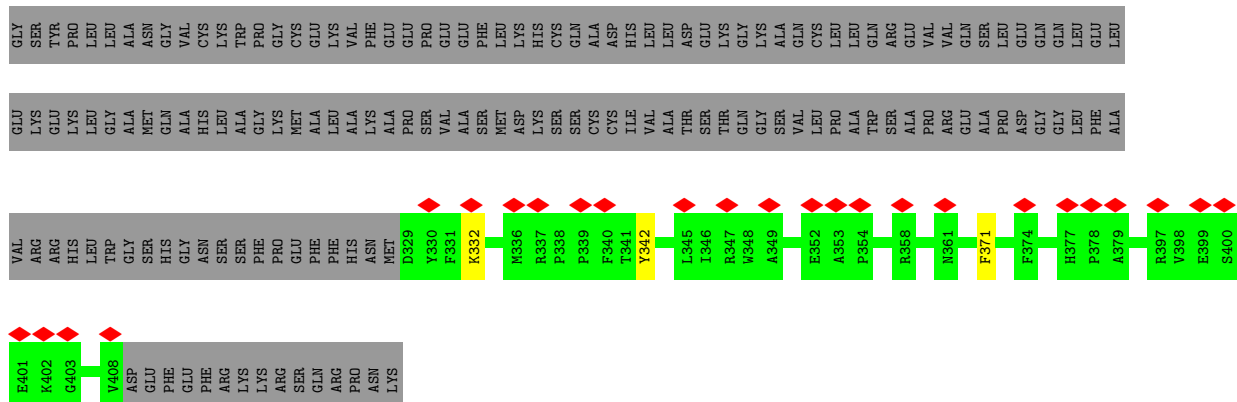 GLY SER TYR PRO LEU LEU ALA ASN GLY VAL CYS LYS TRP PRO GLY CYS GLU LYS VAL PHE GLU GLU PRO GLU GLU PHE LEU LYS HIS CYS GLN ALA ASP HIS LEU LEU ASP GLU LYS GLY LYS ALA GLN CYS LEU LEU GLN ARG GLU VAL VAL GLN SER LEU GLU GLN GLN LEU GLU LEU
GLU LYS GLU LYS LEU GLY ALA MET GLN ALA HIS LEU ALA GLY LYS MET ALA LEU ALA LYS ALA PRO SER VAL ALA SER MET ASP LYS SER SER CYS CYS ILE VAL ALA THR SER THR GLN GLY SER VAL LEU PRO ALA TRP SER ALA PRO ARG GLU ALA PRO ASP GLY GLY LEU PHE ALA
VAL ARG ARG HIS LEU TRP GLY SER HIS GLY ASN SER SER PHE PRO GLU PHE PHE HIS ASN MET D329 Y330 F331 K332 M336 R337 P338 P339 F340 T341 Y342 L345 I346 R347 W348 A349 E352 A353 P354 R358 N361 F371 F374 H377 P378 A379 R397 V398 E399 S400
E401 K402 G403 V408 ASP GLU PHE GLU PHE ARG LYS LYS ARG SER GLN ARG PRO ASN LYS